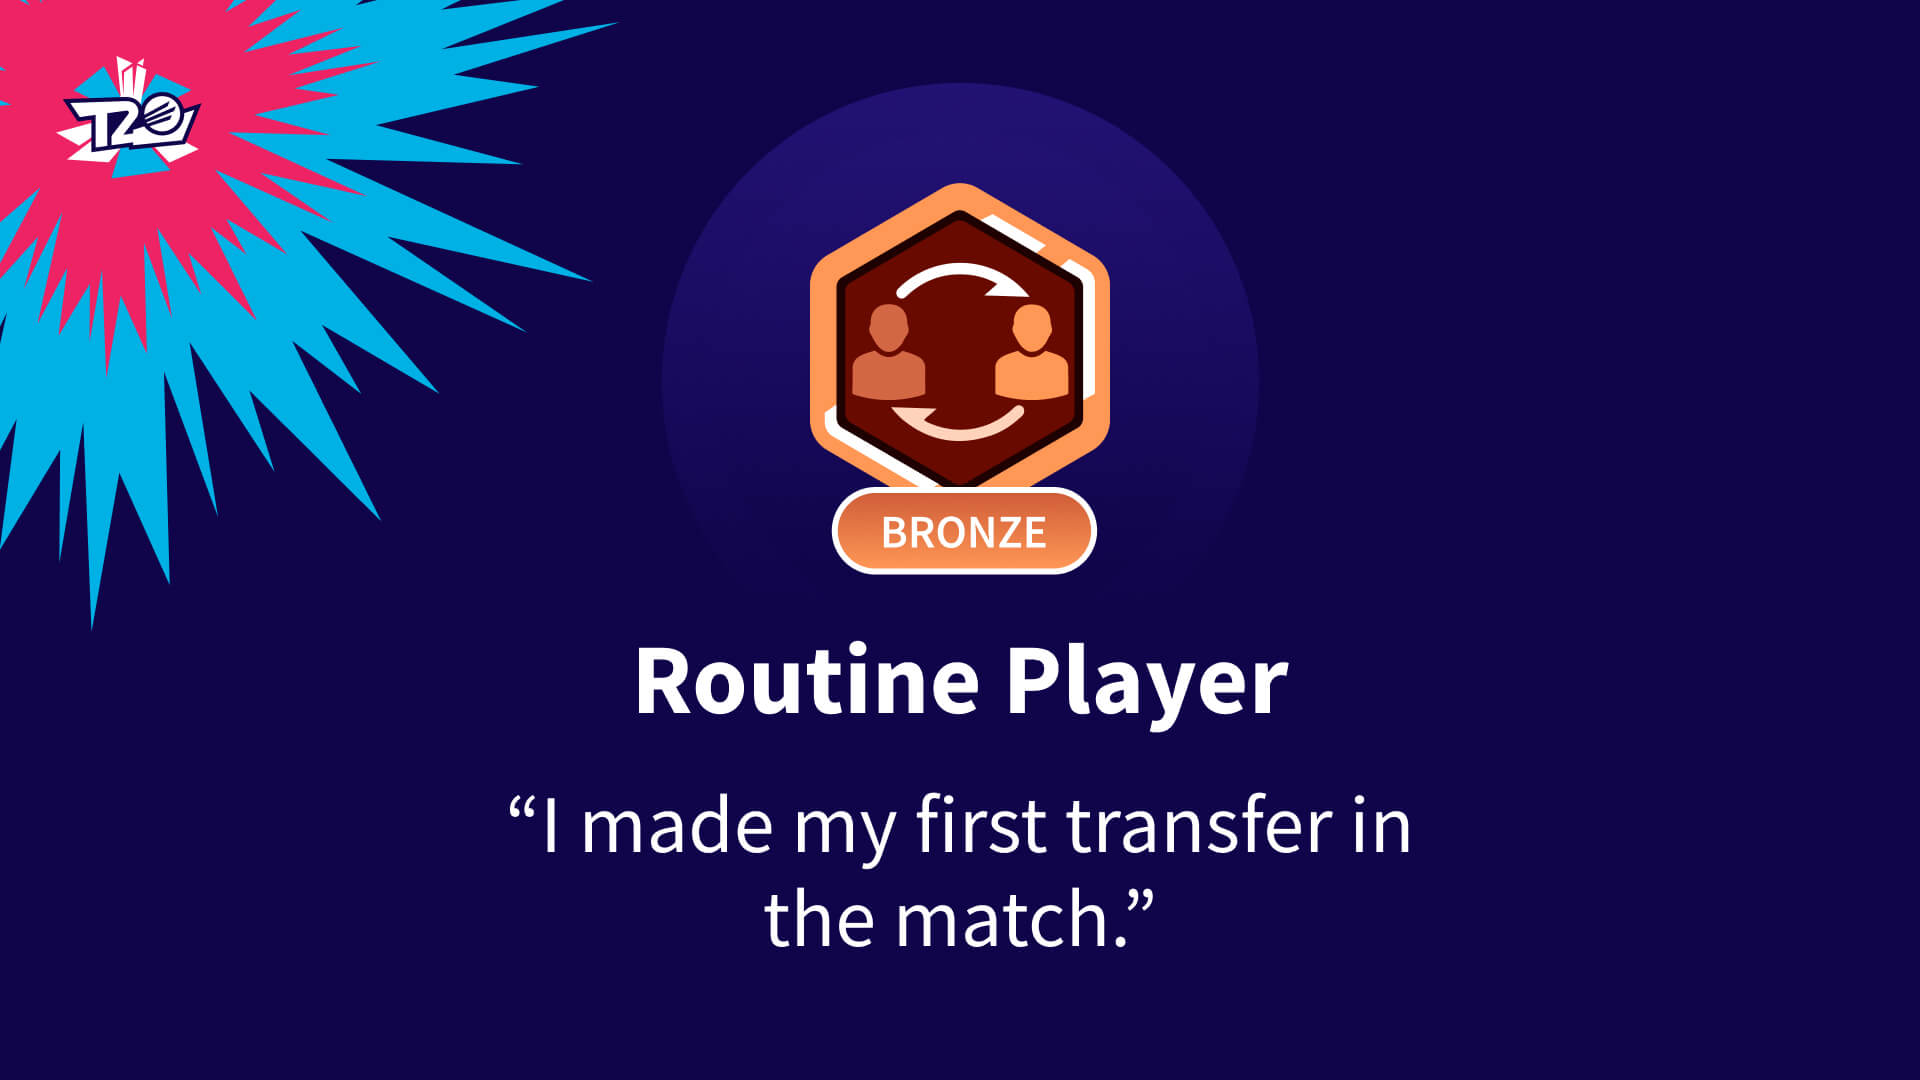 T20
BRONZE
Routine Player
“I made my first transfer in
the match.”